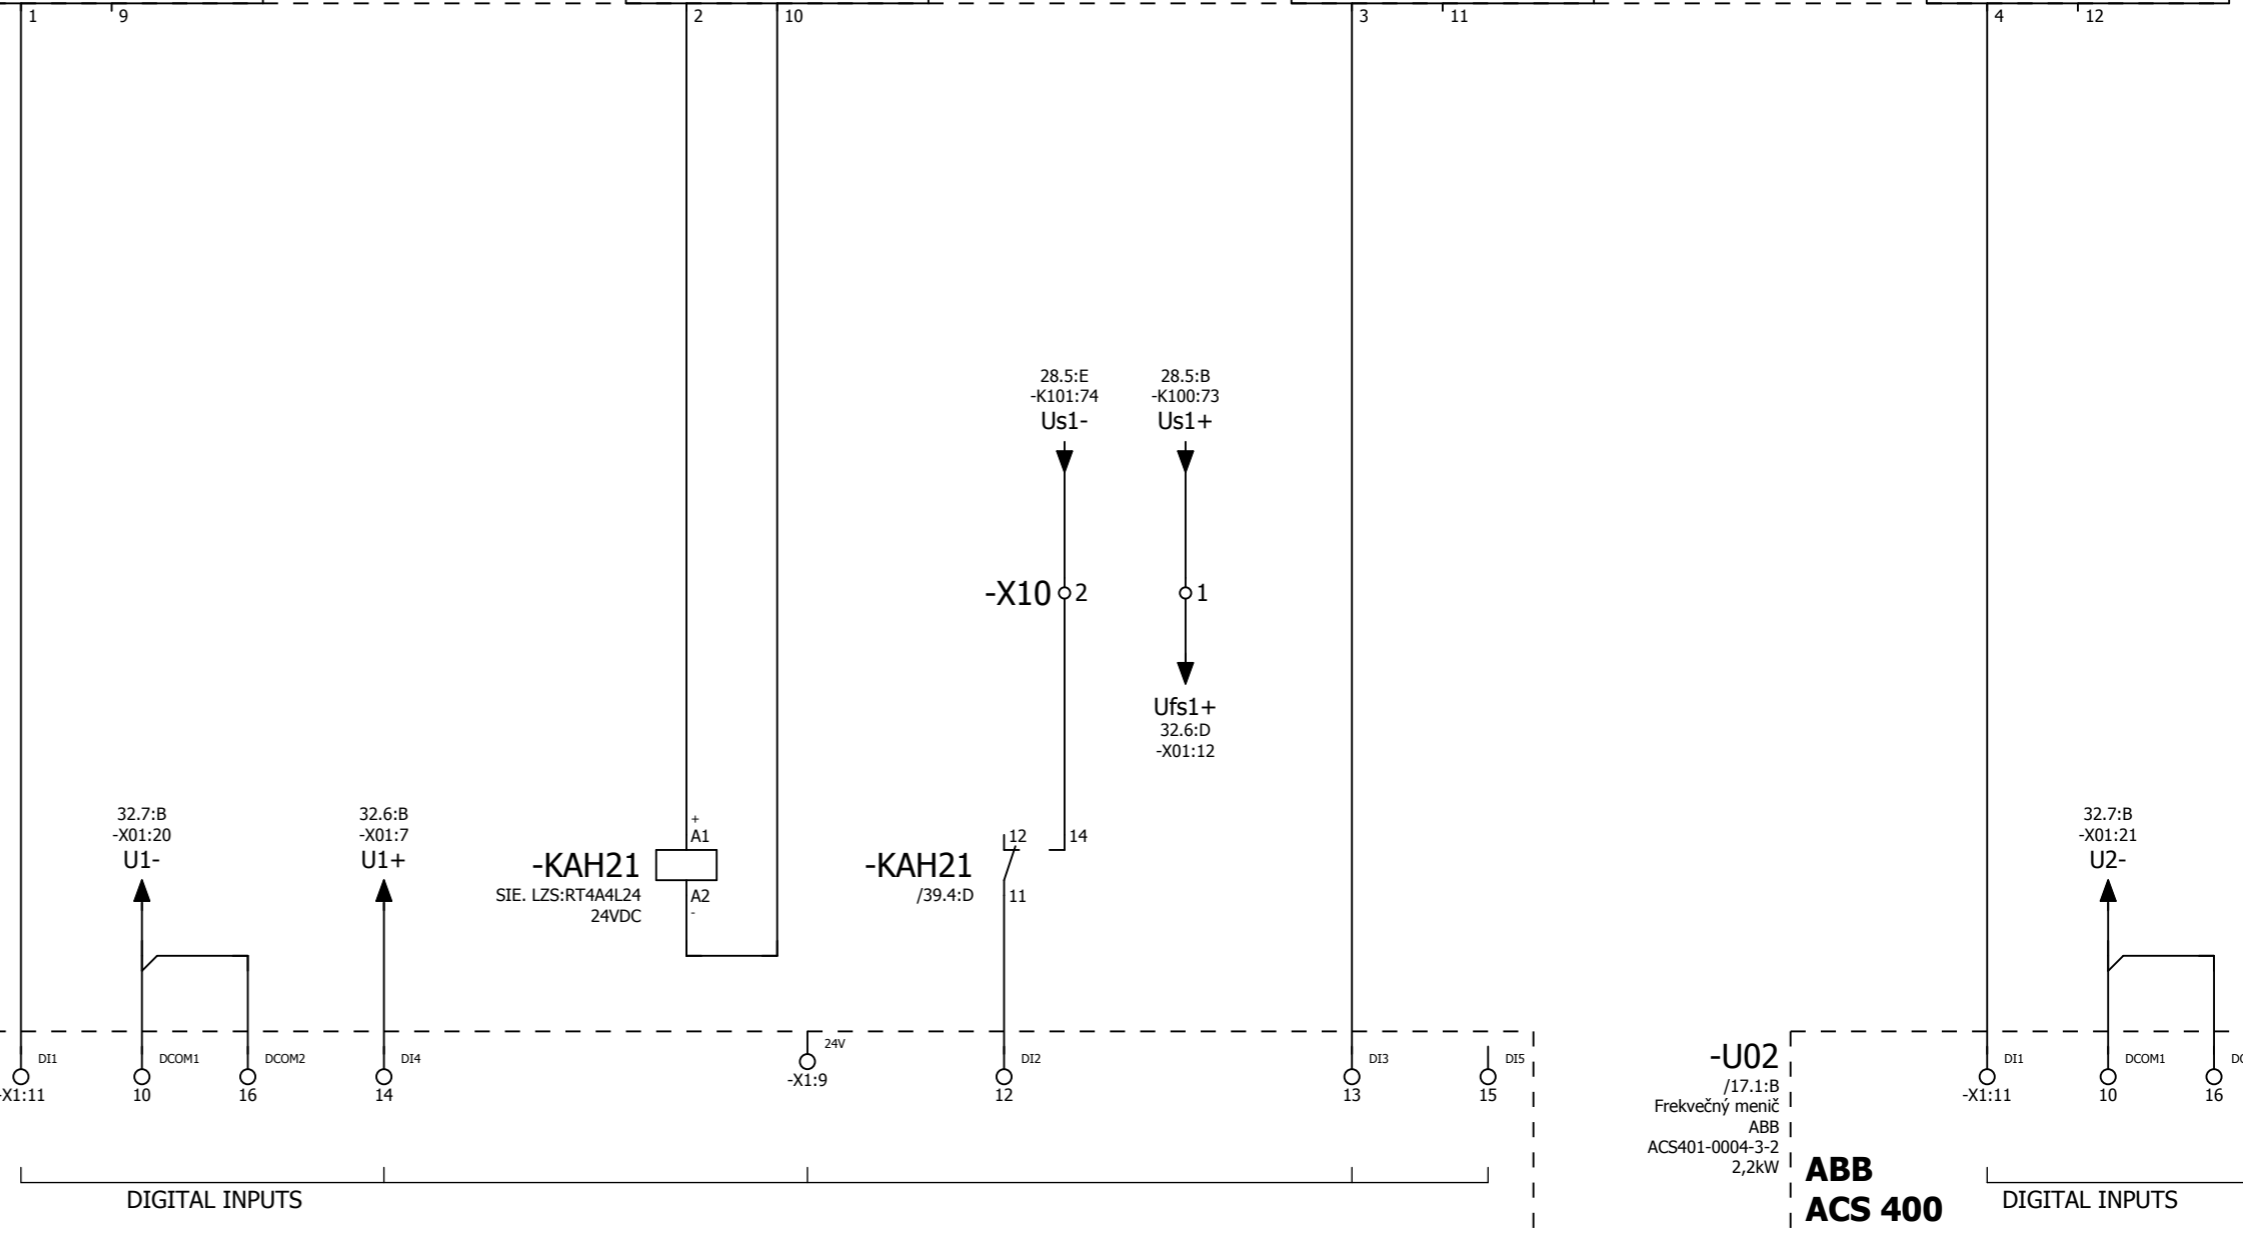 1
9
2
10
3
11
4
12
28.5:E
-K101:74
Us1-
28.5:B
-K100:73
Us1+
-X10
2
1
Ufs1+
32.6:D
-X01:12
32.7:B
-X01:20
U1-
32.6:B
-X01:7
U1+
+
A1
-KAH21
SIE. LZS:RT4A4L24
24VDC
A2
-
-KAH21
/39.4:D
12
14
11
32.7:B
-X01:21
U2-
DI1
-X1:11
DCOM1
10
DCOM2
16
DI4
14
24V
-X1:9
DI2
12
DI3
13
DI5
15
DIGITAL INPUTS
-U02
/17.1:B
Frekvečný menič
ABB
ACS401-0004-3-2
2,2kW
ABB
ACS 400
DI1
-X1:11
DCOM1
10
16
DIGITAL INPUTS